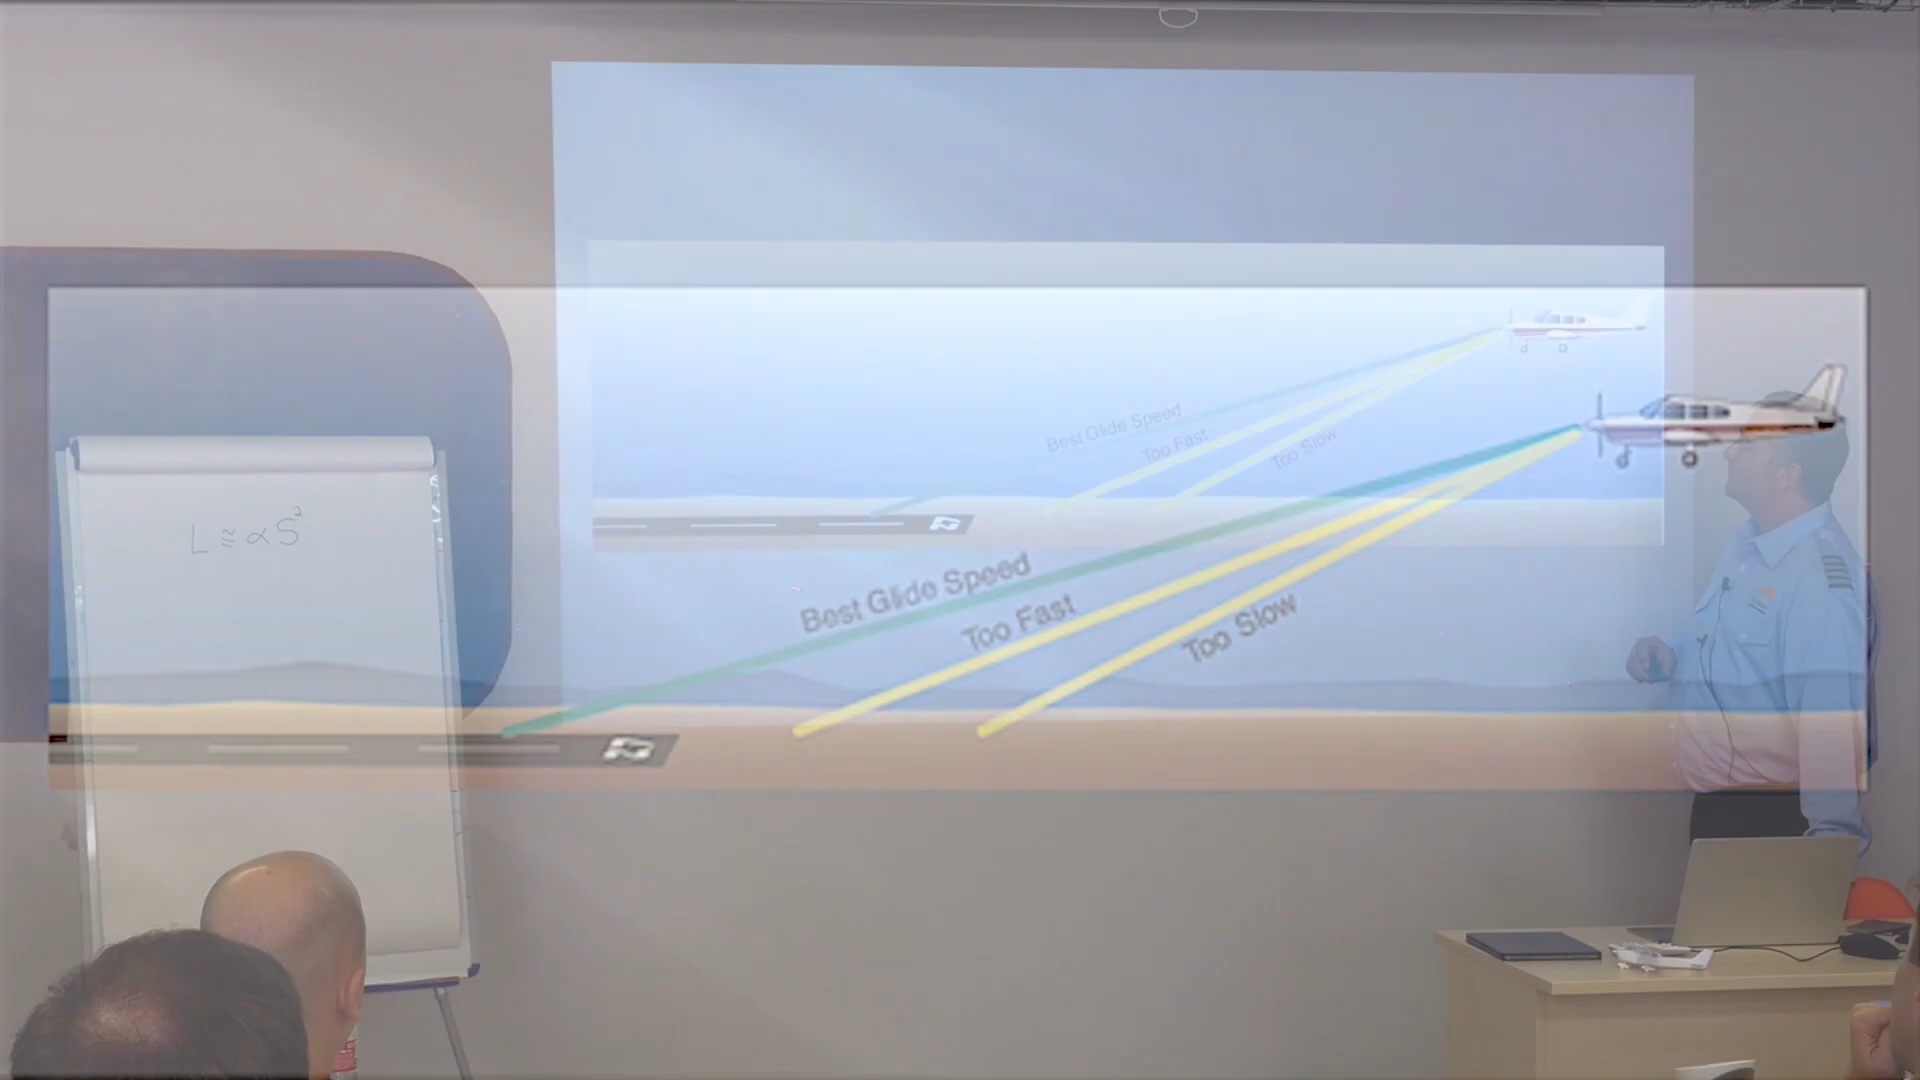 L ≅ αS²
Best Glide Speed
Too Fast
Too Slow
Best Glide Speed
Too Fast
Too Slow